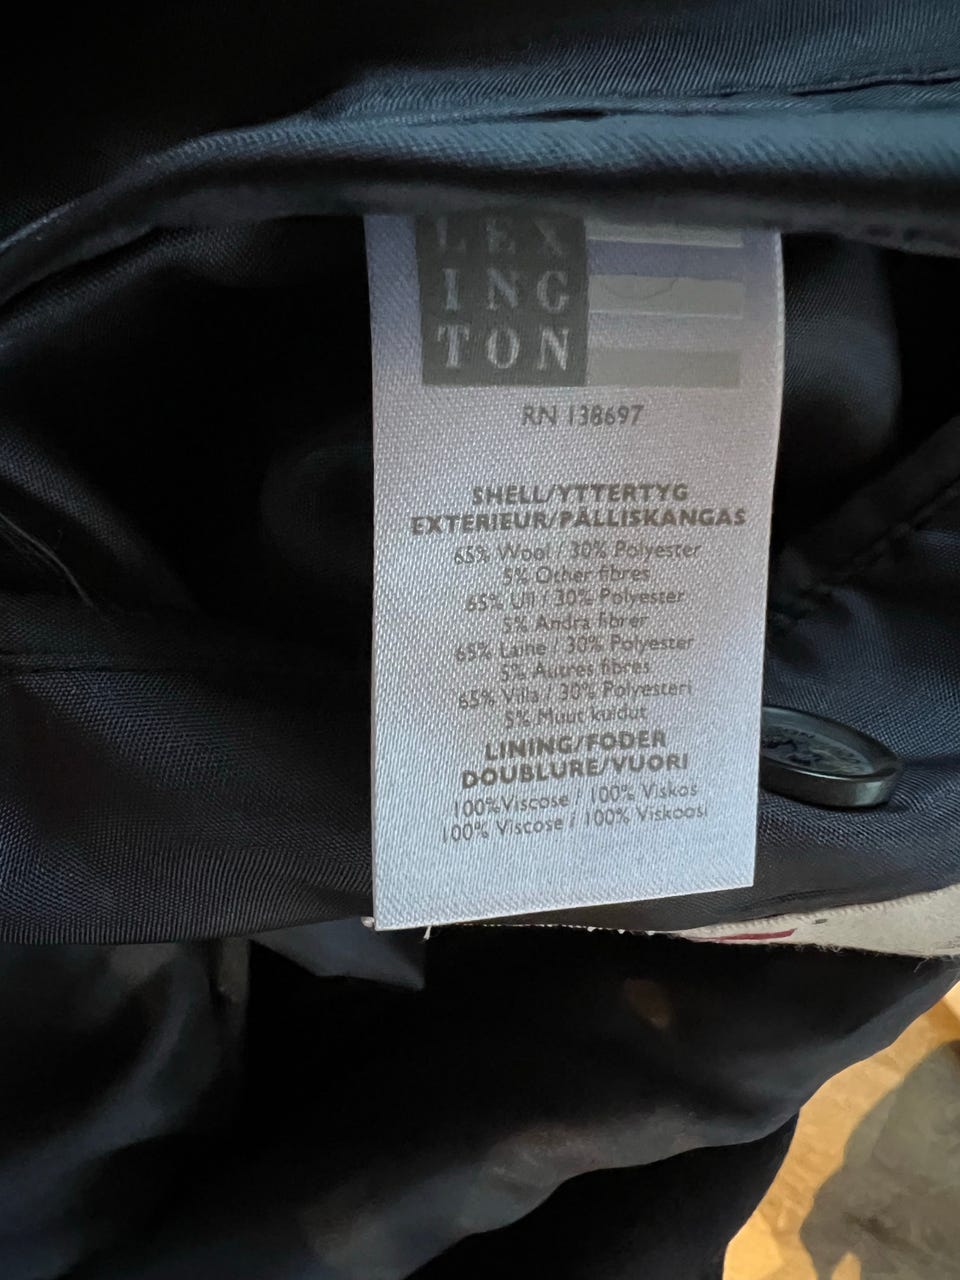 LEX
ING
TON
RN 138697
SHELL/YTTERTYG
EXTERIEUR/PÄLLISKANGAS
65% Wool / 30% Polyester
5% Other fibres
65% Ull / 30% Polyester
5% Andra fibrer
65% Laine / 30% Polyester
5% Autres fibres
65% Villa / 30% Polyesteri
5% Muut kuidut
LINING/FODER
DOUBLURE/VUORI
100% Viscose / 100% Viskos
100% Viscose / 100% Viskoosi